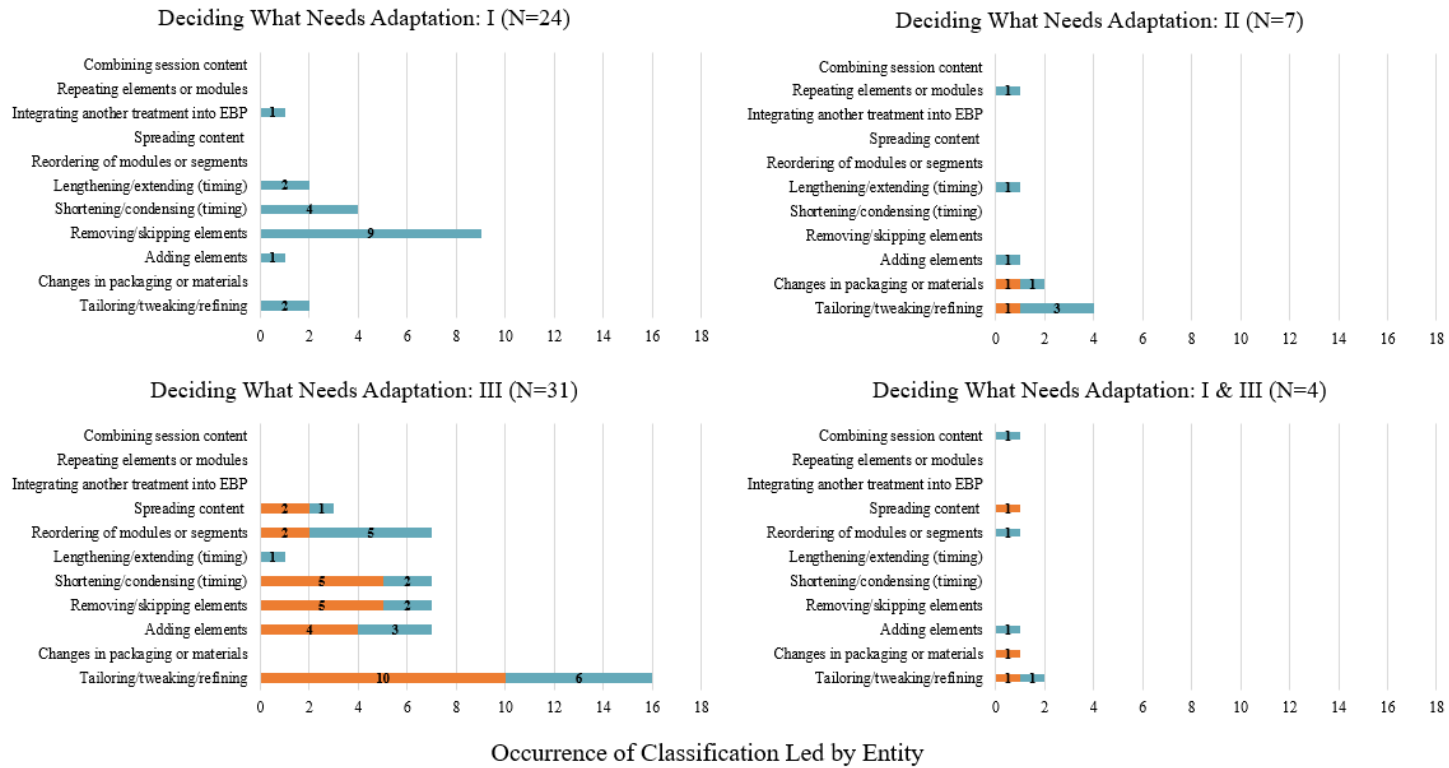 Deciding What Needs Adaptation: I (N=24)
Combining session content
Repeating elements or modules
Integrating another treatment into EBP 1
Spreading content
Reordering of modules or segments
Lengthening/extending (timing) 2
Shortening/condensing (timing) 4
Removing/skipping elements 9
Adding elements 1
Changes in packaging or materials
Tailoring/tweaking/refining 2
0 2 4 6 8 10 12 14 16 18
Deciding What Needs Adaptation: II (N=7)
Combining session content
Repeating elements or modules 1
Integrating another treatment into EBP
Spreading content
Reordering of modules or segments
Lengthening/extending (timing) 1
Shortening/condensing (timing)
Removing/skipping elements
Adding elements 1
Changes in packaging or materials 1 1
Tailoring/tweaking/refining 1 3
0 2 4 6 8 10 12 14 16 18
Deciding What Needs Adaptation: III (N=31)
Combining session content
Repeating elements or modules
Integrating another treatment into EBP
Spreading content 2 1
Reordering of modules or segments 2 5
Lengthening/extending (timing) 1
Shortening/condensing (timing) 5 2
Removing/skipping elements 5 2
Adding elements 4 3
Changes in packaging or materials
Tailoring/tweaking/refining 10 6
0 2 4 6 8 10 12 14 16 18
Deciding What Needs Adaptation: I & III (N=4)
Combining session content 1
Repeating elements or modules
Integrating another treatment into EBP
Spreading content 1
Reordering of modules or segments 1
Lengthening/extending (timing)
Shortening/condensing (timing)
Removing/skipping elements
Adding elements 1
Changes in packaging or materials 1
Tailoring/tweaking/refining 1 1
0 2 4 6 8 10 12 14 16 18
Occurrence of Classification Led by Entity